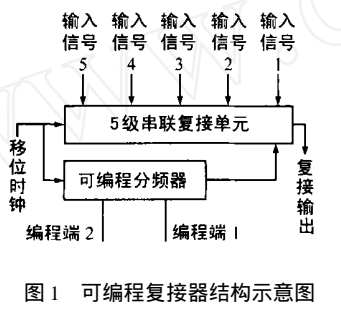 输入 输入 输入 输入 输入
信号 信号 信号 信号 信号
5 4 3 2 1
5级串联复接单元
移位时钟
可编程分频器
复接输出
编程端2 编程端1
图1 可编程复接器结构示意图